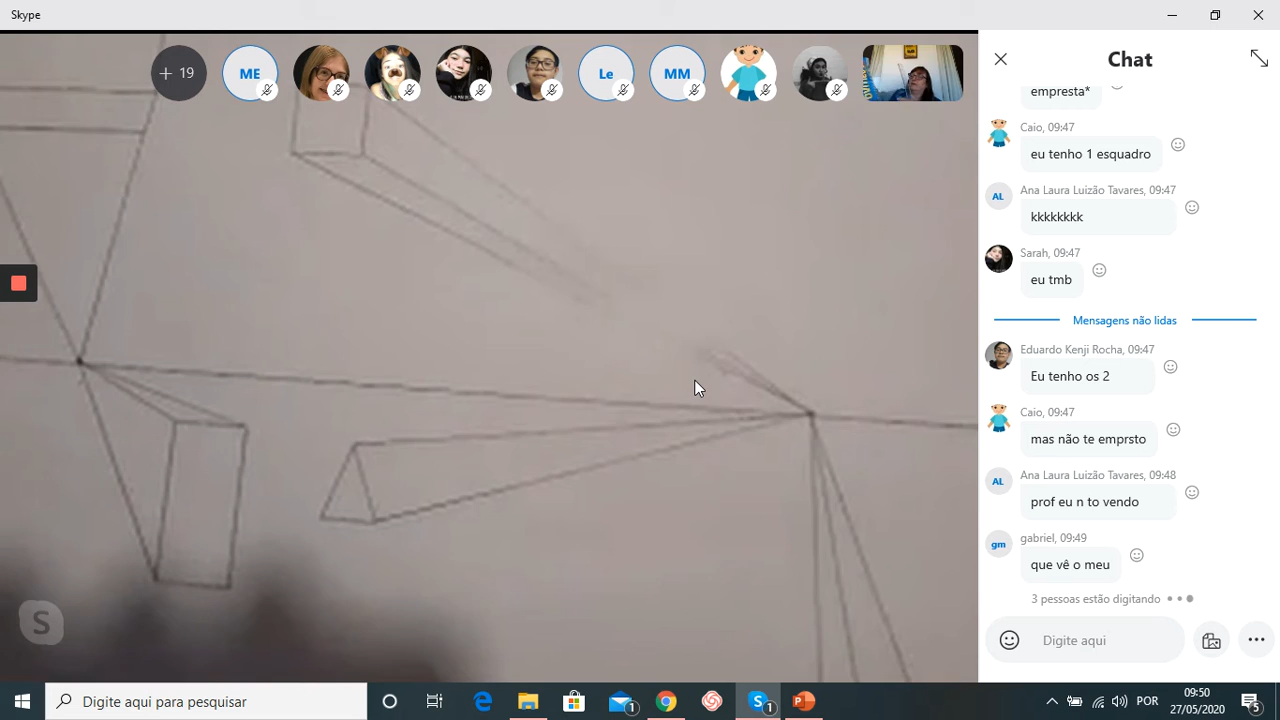 Skype
+ 19
ME
Le
MM
Chat
empresta*
Caio, 09:47
eu tenho 1 esquadro
AL
Ana Laura Luizão Tavares, 09:47
kkkkkkkk
Sarah, 09:47
eu tmb
Mensagens não lidas
Eduardo Kenji Rocha, 09:47
Eu tenho os 2
Caio, 09:47
mas não te emprsto
AL
Ana Laura Luizão Tavares, 09:48
prof eu n to vendo
gm
gabriel, 09:49
que vê o meu
3 pessoas estão digitando
Digite aqui
S
Digite aqui para pesquisar
1
1
POR
09:50
27/05/2020
5